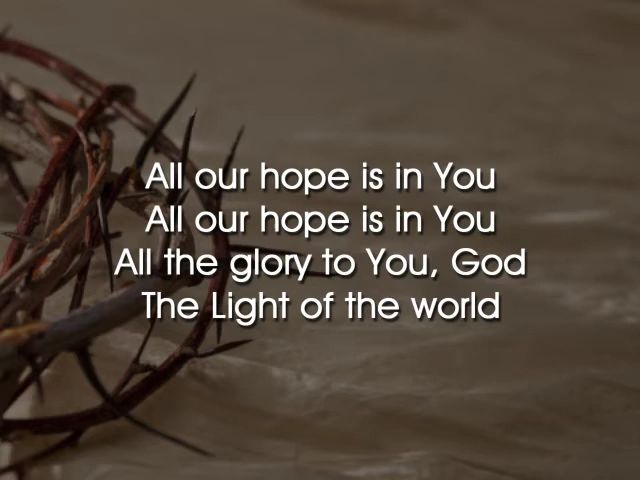 All our hope is in You
All our hope is in You
All the glory to You, God
The Light of the world